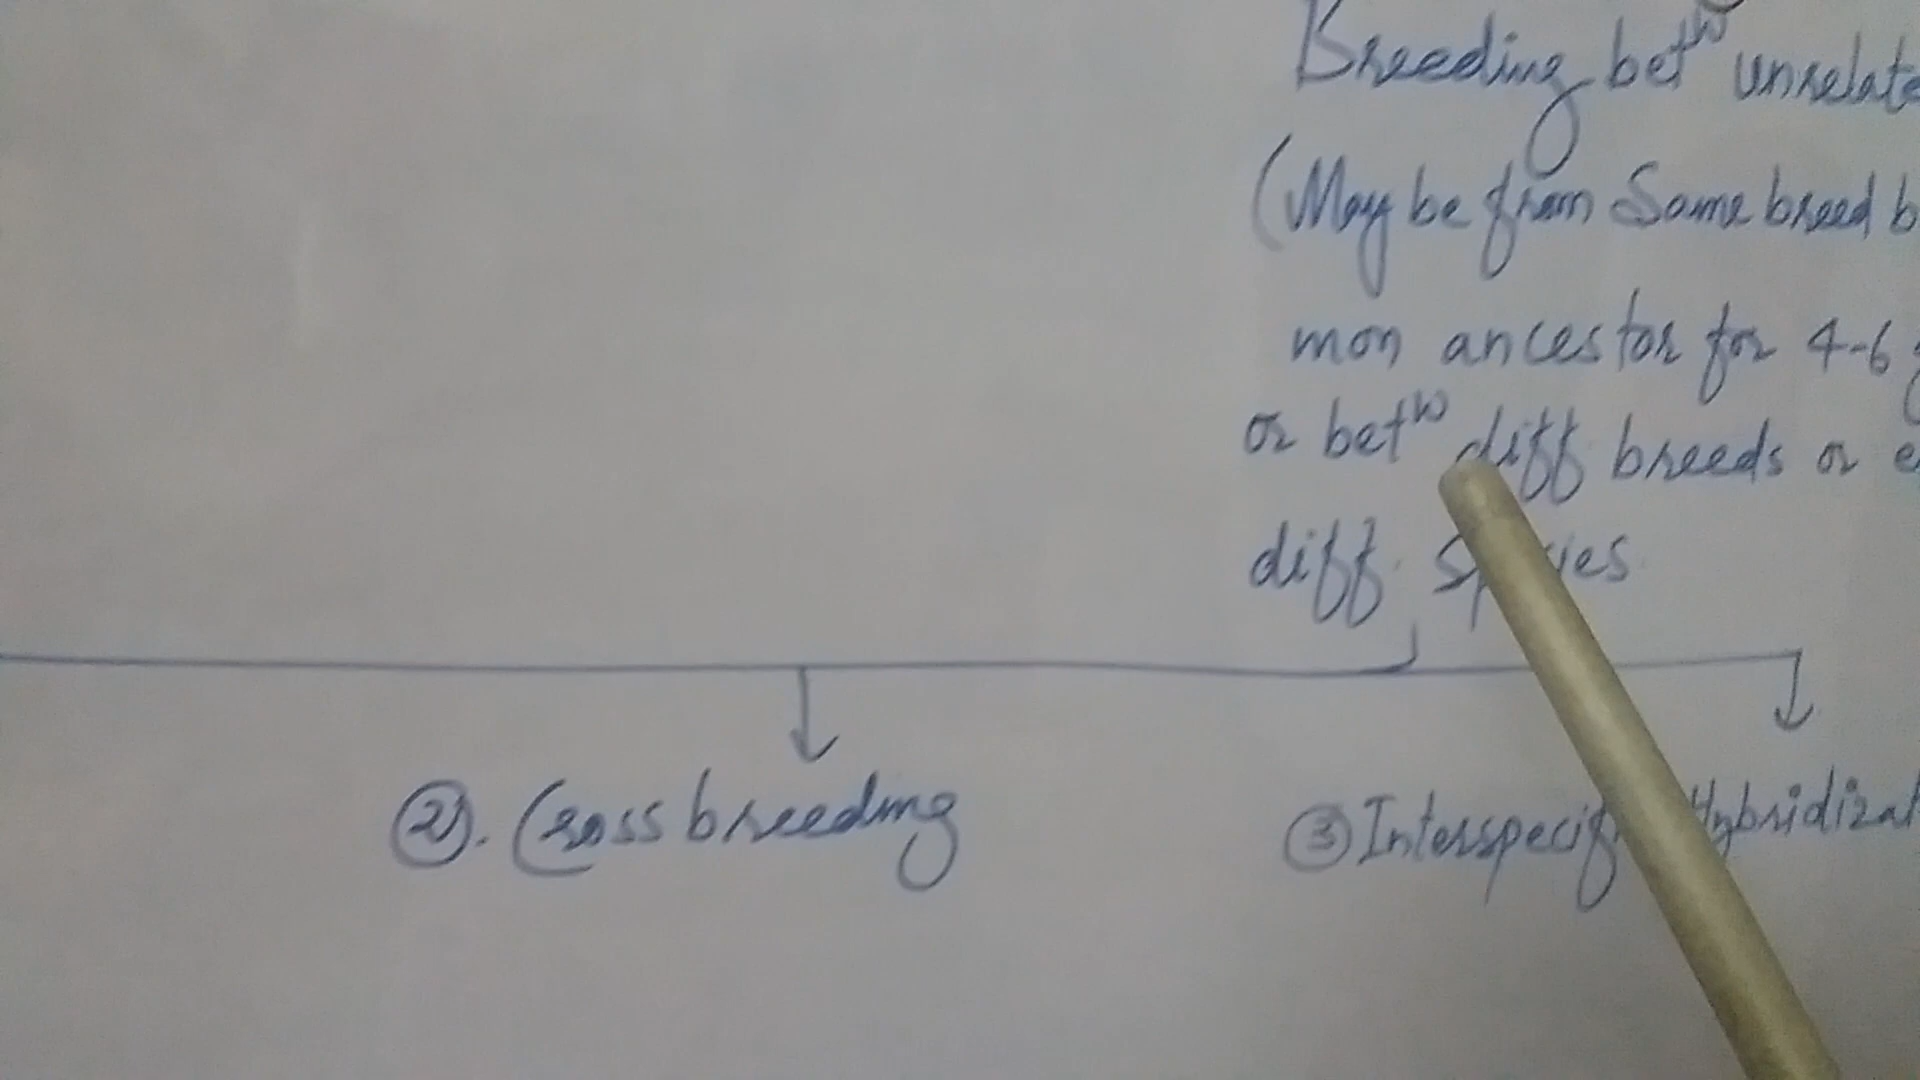 Breeding betw unrelate
(May be from Same breed b
mon ancestor for 4-6
or betw diff breeds or e
diff.
②. Cross breeding
③ Interspecif Hybridizat